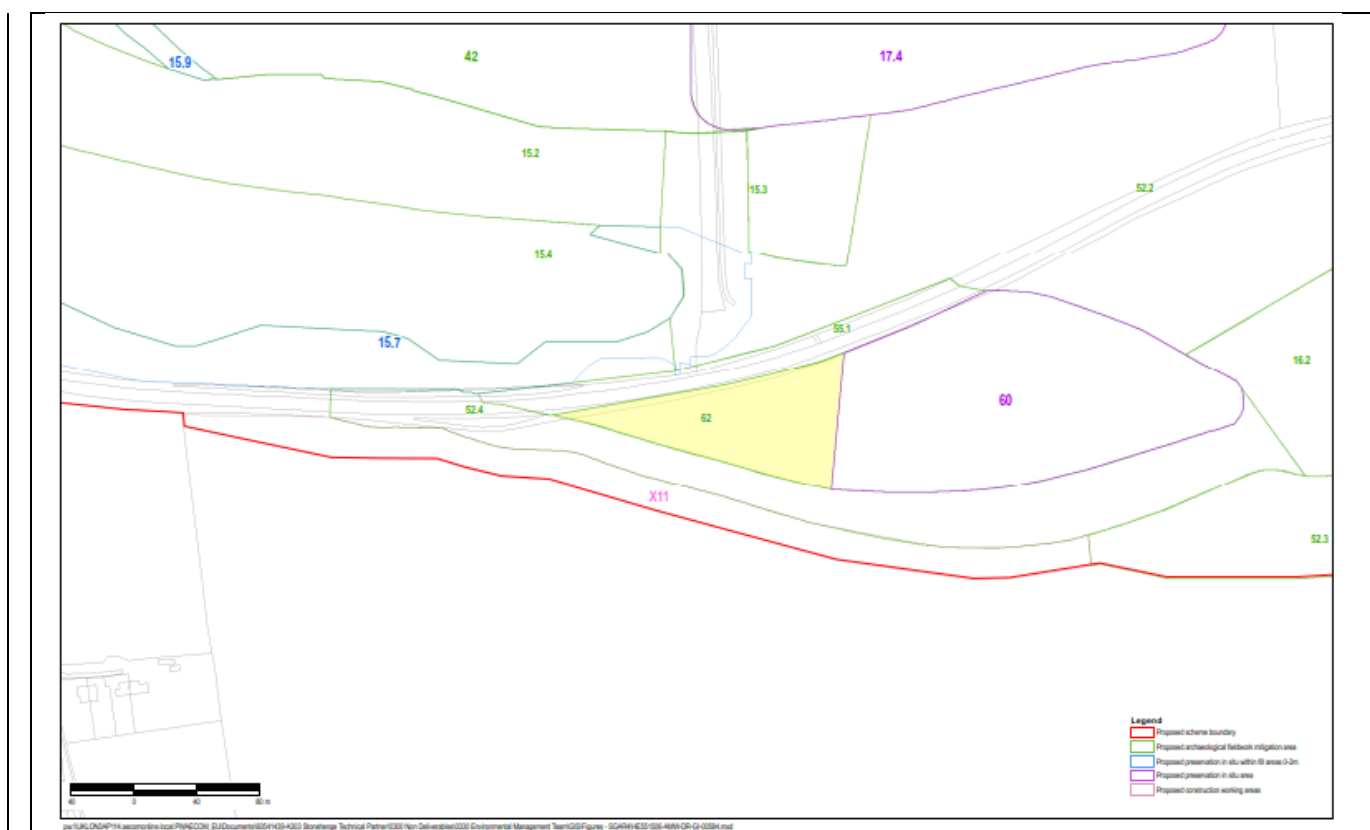 42
17.4
15.9
15.2
15.3
52.2
15.4
55.1
15.7
16.2
60
52.4
62
X11
52.3
Legend
Proposed scheme boundary
Proposed archaeological fieldwork mitigation area
Proposed preservation in situ within fill areas 0-2m
Proposed preservation in situ area
Proposed construction working areas
40 0 40 80 m